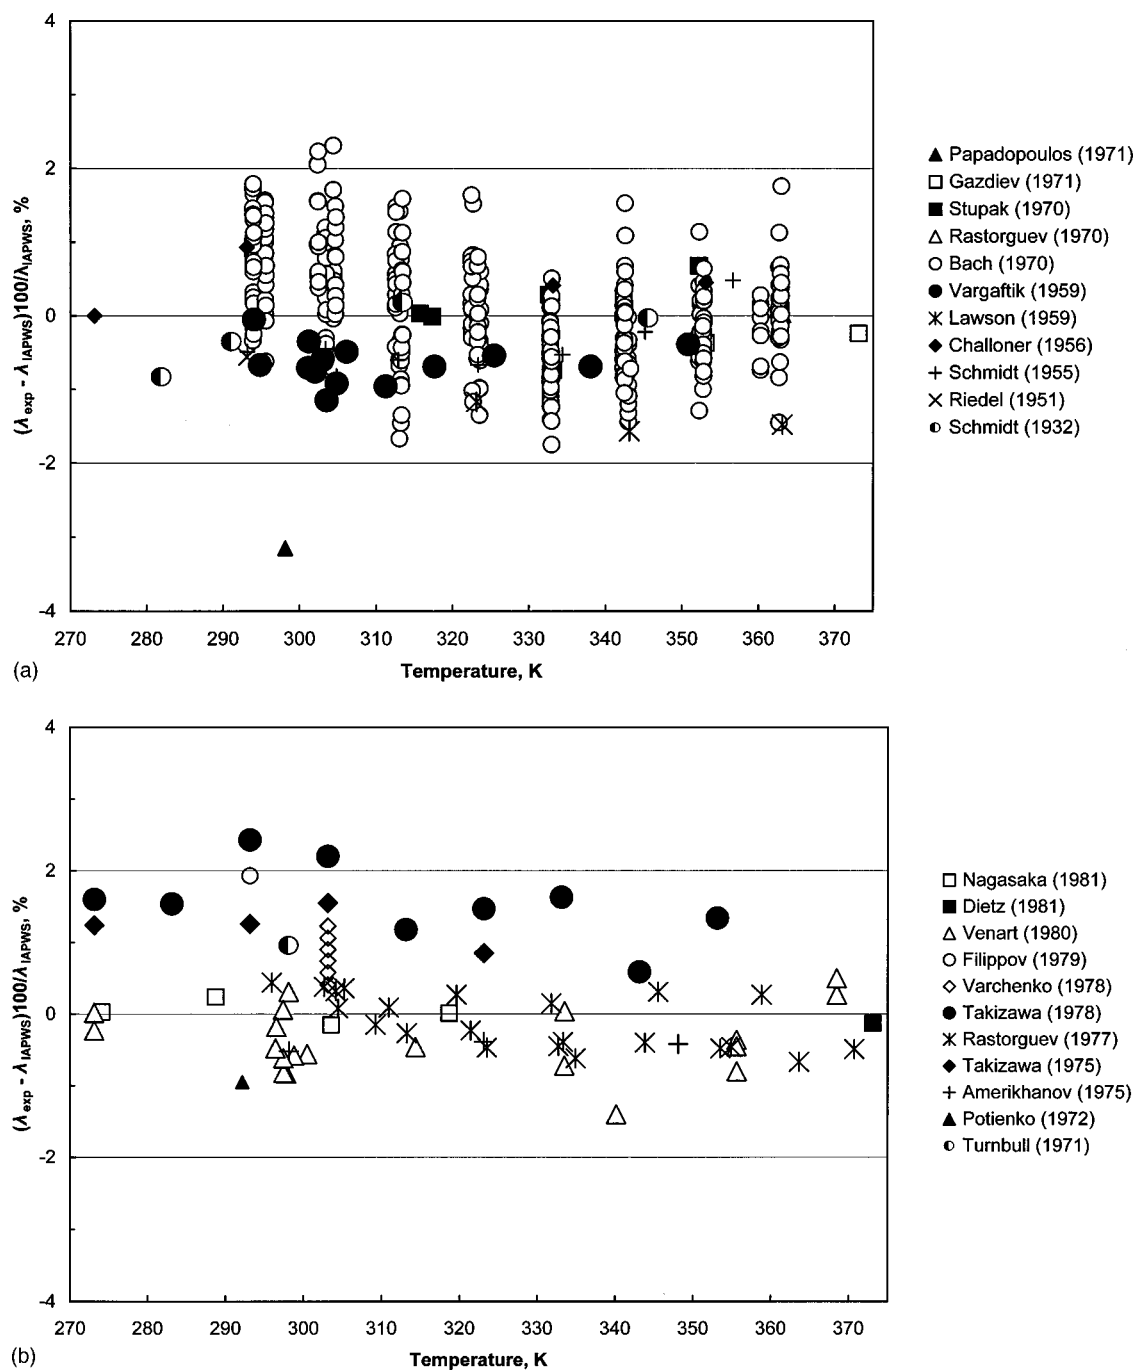 4
2
0
-2
-4
(λexp - λIAPWS)100/λIAPWS, %
270 280 290 300 310 320 330 340 350 360 370
Temperature, K
(a)
Papadopoulos (1971)
Gazdiev (1971)
Stupak (1970)
Rastorguev (1970)
Bach (1970)
Vargaftik (1959)
Lawson (1959)
Challoner (1956)
Schmidt (1955)
Riedel (1951)
Schmidt (1932)
4
2
0
-2
-4
(λexp - λIAPWS)100/λIAPWS, %
270 280 290 300 310 320 330 340 350 360 370
Temperature, K
(b)
Nagasaka (1981)
Dietz (1981)
Venart (1980)
Filippov (1979)
Varchenko (1978)
Takizawa (1978)
Rastorguev (1977)
Takizawa (1975)
Amerikhanov (1975)
Potienko (1972)
Turnbull (1971)